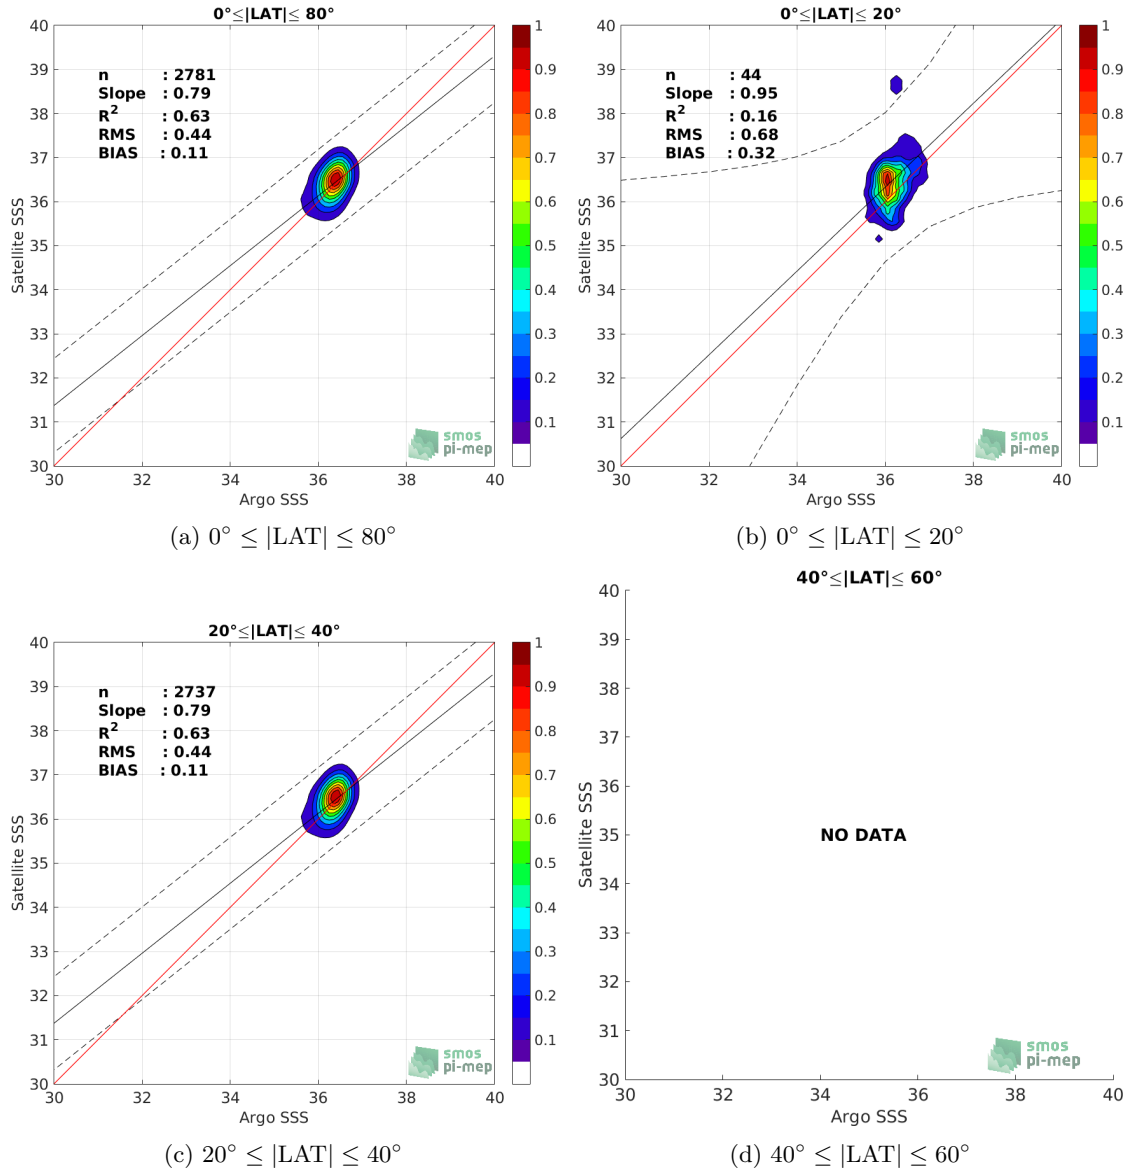 0°≤|LAT|≤ 80°
40
39
38
37
36
35
34
33
32
31
30
Satellite SSS
n : 2781
Slope : 0.79
R² : 0.63
RMS : 0.44
BIAS : 0.11
smos
pi-mep
30 32 34 36 38 40
Argo SSS
1
0.9
0.8
0.7
0.6
0.5
0.4
0.3
0.2
0.1
(a) 0° ≤ |LAT| ≤ 80°
0°≤|LAT|≤ 20°
40
39
38
37
36
35
34
33
32
31
30
Satellite SSS
n : 44
Slope : 0.95
R² : 0.16
RMS : 0.68
BIAS : 0.32
smos
pi-mep
30 32 34 36 38 40
Argo SSS
1
0.9
0.8
0.7
0.6
0.5
0.4
0.3
0.2
0.1
(b) 0° ≤ |LAT| ≤ 20°
20°≤|LAT|≤ 40°
40
39
38
37
36
35
34
33
32
31
30
Satellite SSS
n : 2737
Slope : 0.79
R² : 0.63
RMS : 0.44
BIAS : 0.11
smos
pi-mep
30 32 34 36 38 40
Argo SSS
1
0.9
0.8
0.7
0.6
0.5
0.4
0.3
0.2
0.1
(c) 20° ≤ |LAT| ≤ 40°
40°≤|LAT|≤ 60°
40
39
38
37
36
35
34
33
32
31
30
Satellite SSS
NO DATA
smos
pi-mep
30 32 34 36 38 40
Argo SSS
(d) 40° ≤ |LAT| ≤ 60°